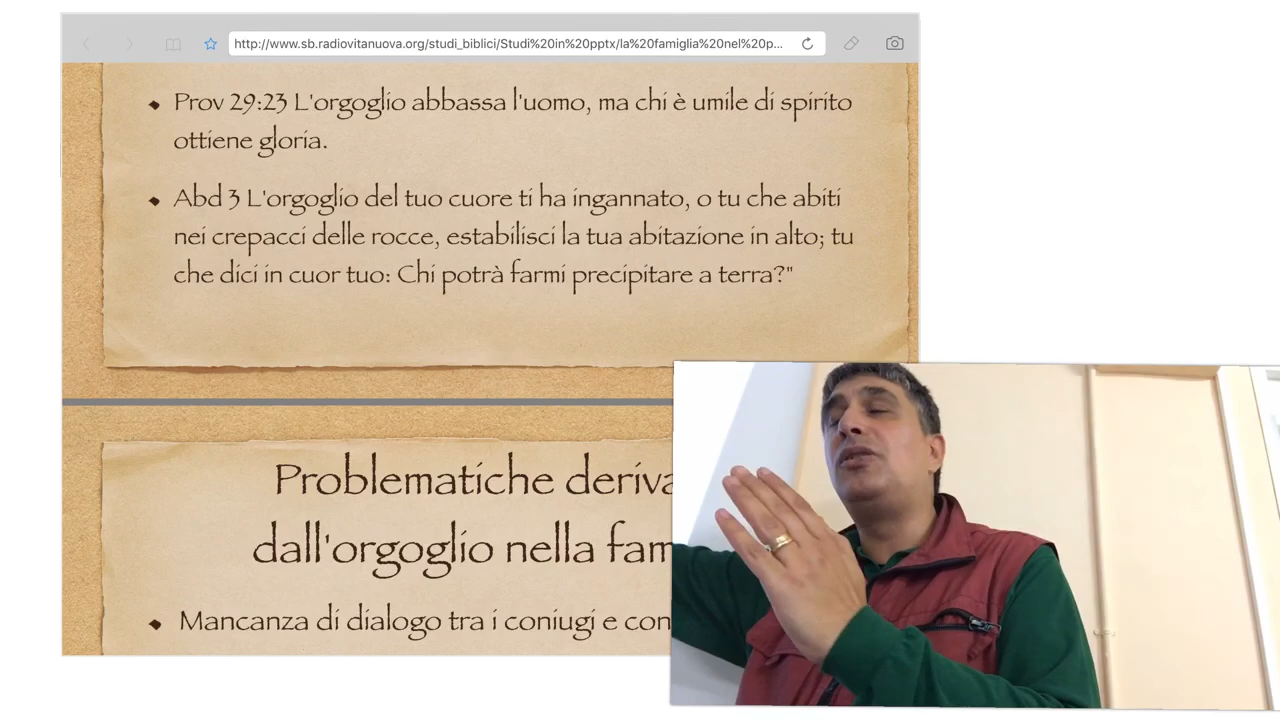 http://www.sb.radiovitanuova.org/studi_biblici/Studi%20in%20pptx/la%20famiglia%20nel%20p...
Prov 29:23 L'orgoglio abbassa l'uomo, ma chi è umile di spirito
ottiene gloria.
Abd 3 L'orgoglio del tuo cuore ti ha ingannato, o tu che abiti
nei crepacci delle rocce, estabilisci la tua abitazione in alto; tu
che dici in cuor tuo: Chi potrà farmi precipitare a terra?"
Problematiche deriva
dall'orgoglio nella fam
Mancanza di dialogo tra i coniugi e con